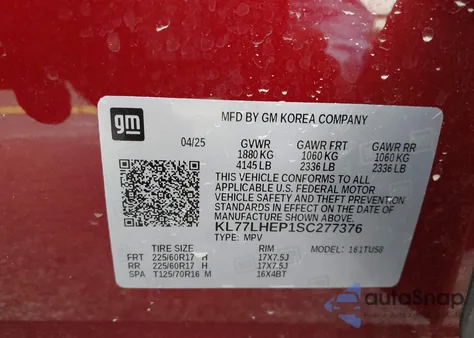 gm
MFD BY GM KOREA COMPANY
04/25 GVWR GAWR FRT GAWR RR
1880 KG 1060 KG 1060 KG
4145 LB 2336 LB 2336 LB
THIS VEHICLE CONFORMS TO ALL
APPLICABLE U.S. FEDERAL MOTOR
VEHICLE SAFETY AND THEFT PREVENTION
STANDARDS IN EFFECT ON THE DATE OF
MANUFACTURE SHOWN ABOVE.
KL77LHEP1SC277376
TYPE: MPV MODEL: 161TUS8
TIRE SIZE RIM
FRT 225/60R17 H 17X7.5J
RR 225/60R17 H 17X7.5J
SPA T125/70R16 M 16X4BT
autoSnap